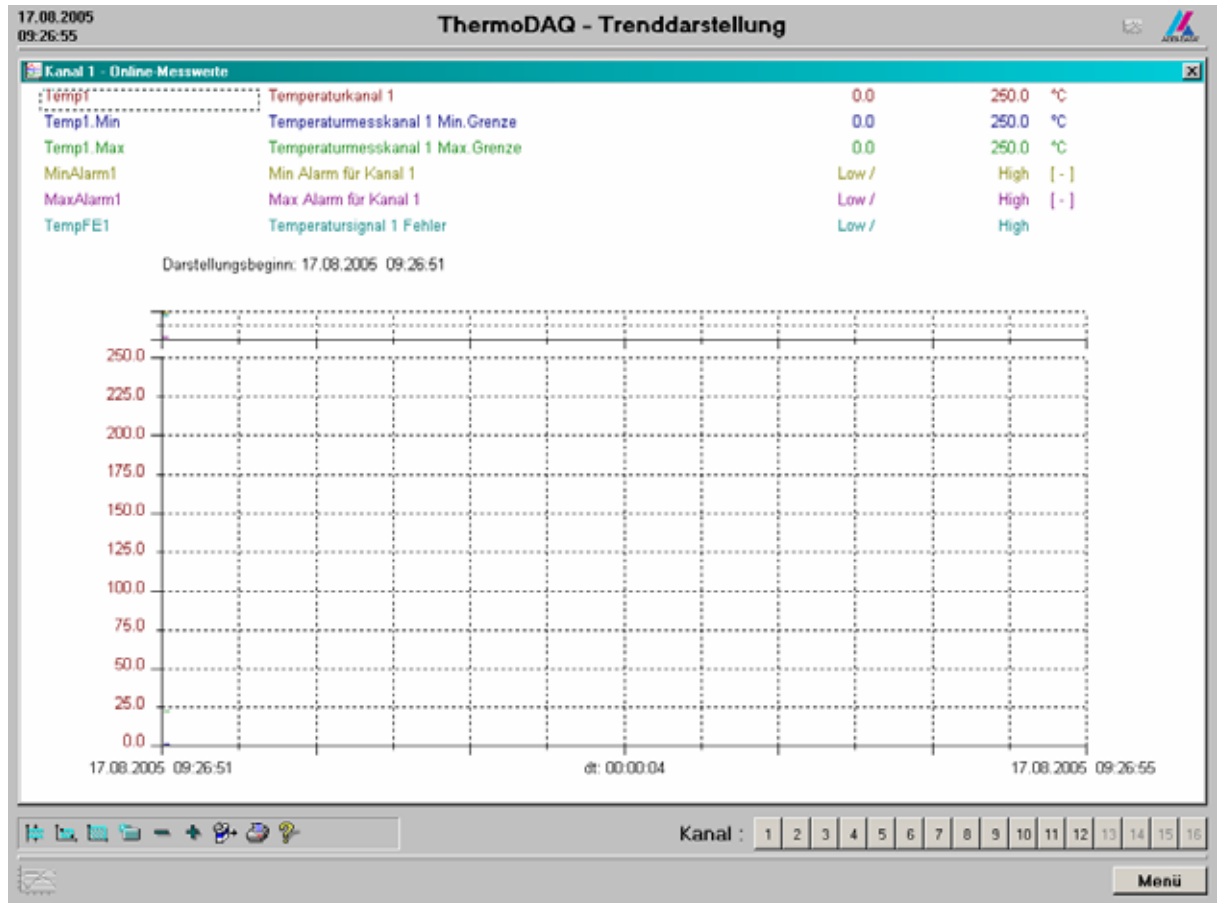 17.08.2005
09:26:55
ThermoDAQ - Trenddarstellung
Kanal 1 - Online-Messwerte
Temp1 Temperaturkanal 1 0.0 250.0 °C
Temp1.Min Temperaturmesskanal 1 Min.Grenze 0.0 250.0 °C
Temp1.Max Temperaturmesskanal 1 Max.Grenze 0.0 250.0 °C
MinAlarm1 Min Alarm für Kanal 1 Low / High [ - ]
MaxAlarm1 Max Alarm für Kanal 1 Low / High [ - ]
TempFE1 Temperatursignal 1 Fehler Low / High
Darstellungsbeginn: 17.08.2005 09:26:51
250.0
225.0
200.0
175.0
150.0
125.0
100.0
75.0
50.0
25.0
0.0
17.08.2005 09:26:51 dt: 00:00:04 17.08.2005 09:26:55
Kanal : 1 2 3 4 5 6 7 8 9 10 11 12 13 14 15 16
Menü